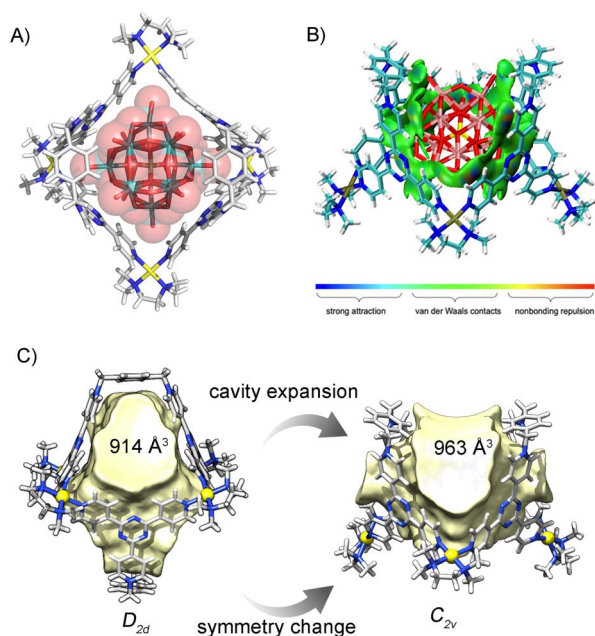 A)
B)
strong attraction
van der Waals contacts
nonbonding repulsion
C)
cavity expansion
914 Å³
963 Å³
D₂d
symmetry change
C₂v